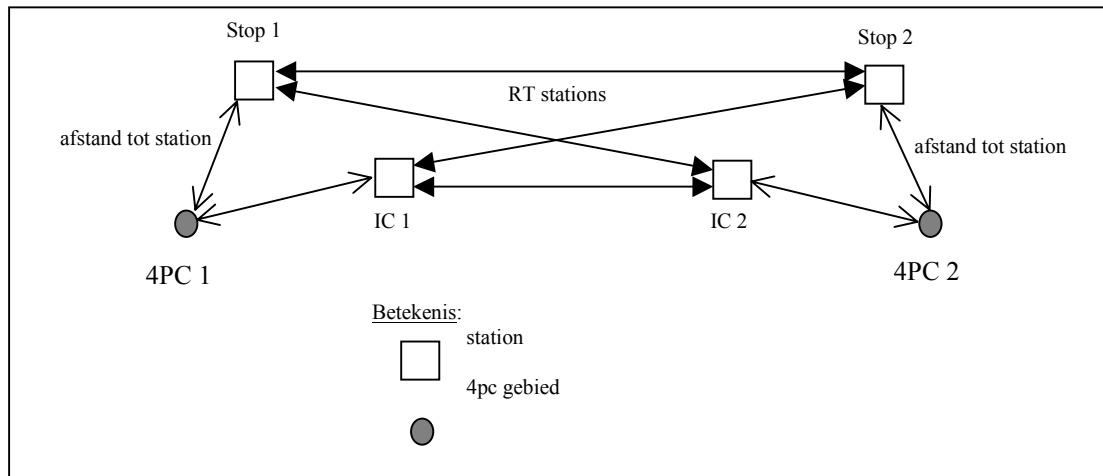 Stop 1
Stop 2
RT stations
afstand tot station
afstand tot station
IC 1
IC 2
4PC 1
4PC 2
Betekenis:
station
4pc gebied